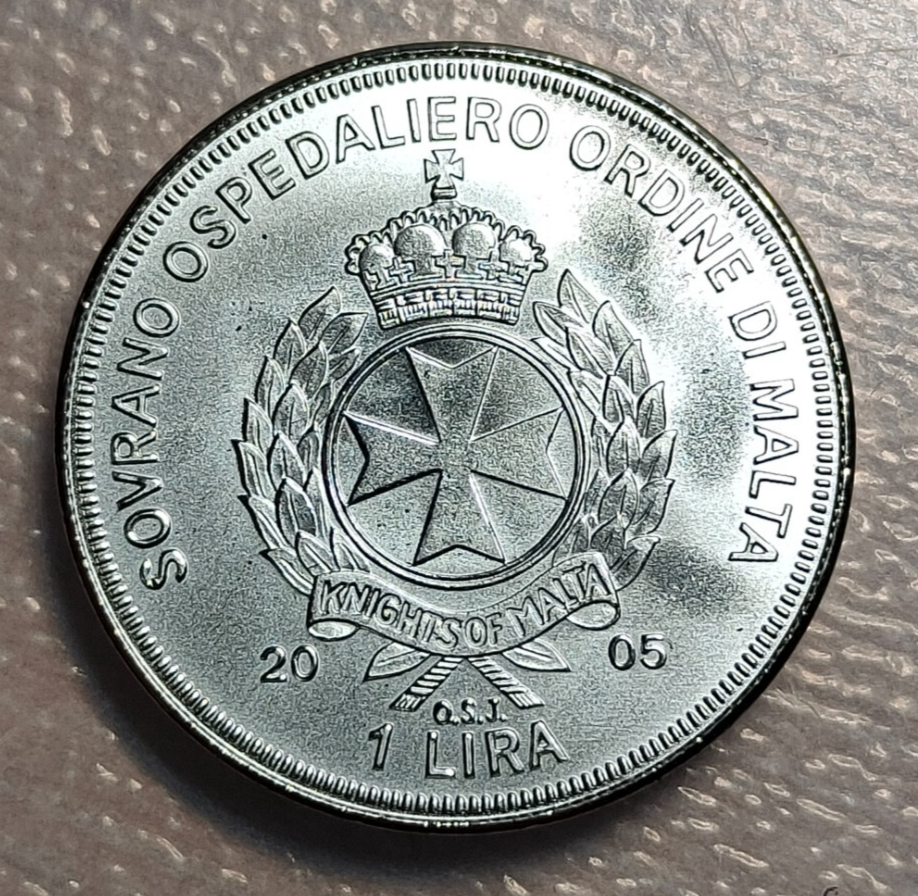 SOVRANO OSPEDALIERO ORDINE DI MALTA
KNIGHTS OF MALTA
20 05
O.S.J.
1 LIRA